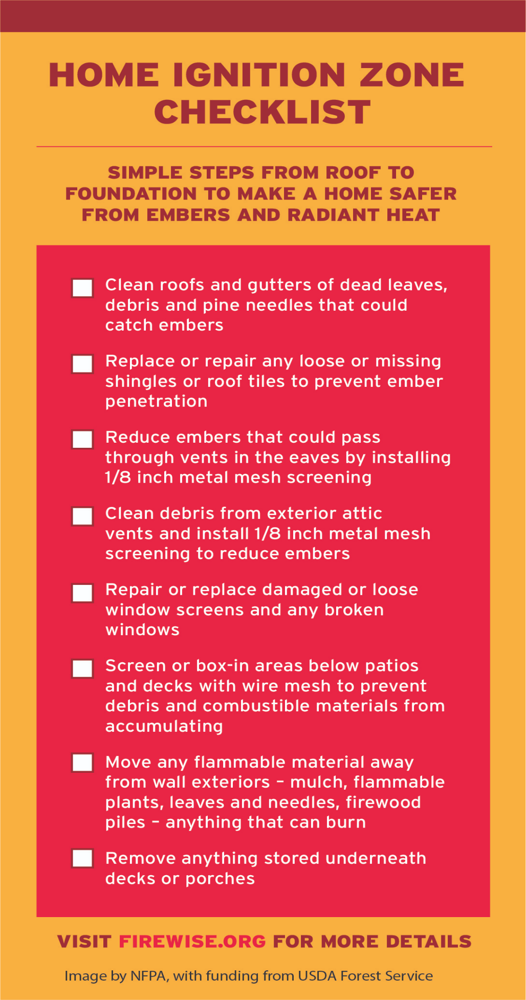 HOME IGNITION ZONE
CHECKLIST
SIMPLE STEPS FROM ROOF TO
FOUNDATION TO MAKE A HOME SAFER
FROM EMBERS AND RADIANT HEAT
Clean roofs and gutters of dead leaves,
debris and pine needles that could
catch embers
Replace or repair any loose or missing
shingles or roof tiles to prevent ember
penetration
Reduce embers that could pass
through vents in the eaves by installing
1/8 inch metal mesh screening
Clean debris from exterior attic
vents and install 1/8 inch metal mesh
screening to reduce embers
Repair or replace damaged or loose
window screens and any broken
windows
Screen or box-in areas below patios
and decks with wire mesh to prevent
debris and combustible materials from
accumulating
Move any flammable material away
from wall exteriors – mulch, flammable
plants, leaves and needles, firewood
piles – anything that can burn
Remove anything stored underneath
decks or porches
VISIT FIREWISE.ORG FOR MORE DETAILS
Image by NFPA, with funding from USDA Forest Service